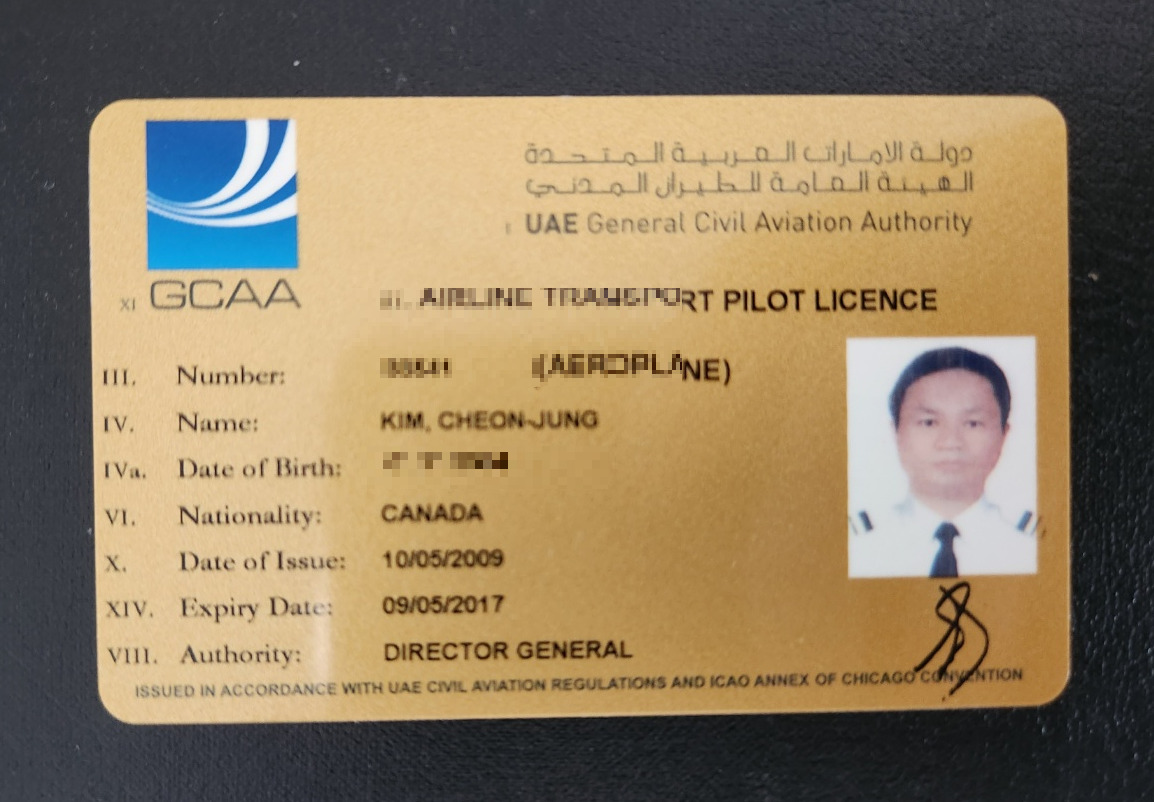 دولة الامارات العربية المتحدة
الهيئة العامة للطيران المدني
UAE General Civil Aviation Authority
XI GCAA
AIRLINE TRANSPORT PILOT LICENCE
III. Number: (AEROPLANE)
IV. Name: KIM, CHEON-JUNG
IVa. Date of Birth:
VI. Nationality: CANADA
X. Date of Issue: 10/05/2009
XIV. Expiry Date: 09/05/2017
VIII. Authority: DIRECTOR GENERAL
ISSUED IN ACCORDANCE WITH UAE CIVIL AVIATION REGULATIONS AND ICAO ANNEX OF CHICAGO CONVENTION